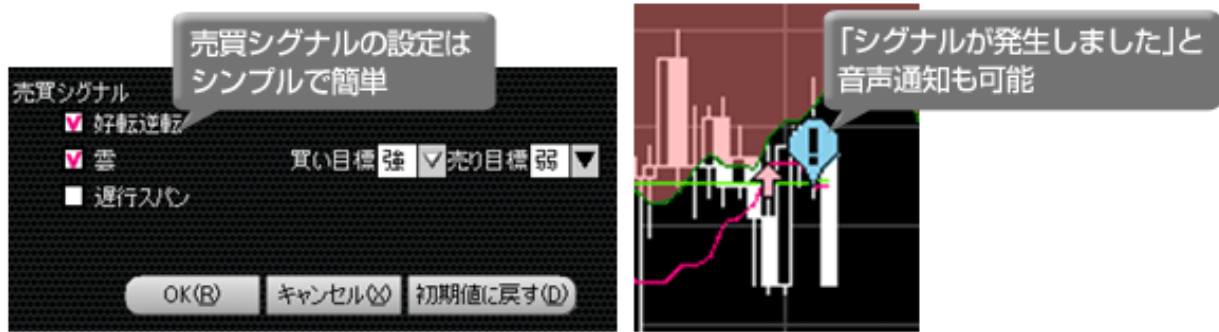 売買シグナルの設定は
シンプルで簡単
売買シグナル
好転逆転
雲
買い目標 強 売り目標 弱
遅行スパン
OK(R)
キャンセル(X)
初期値に戻す(D)
「シグナルが発生しました」と
音声通知も可能
!